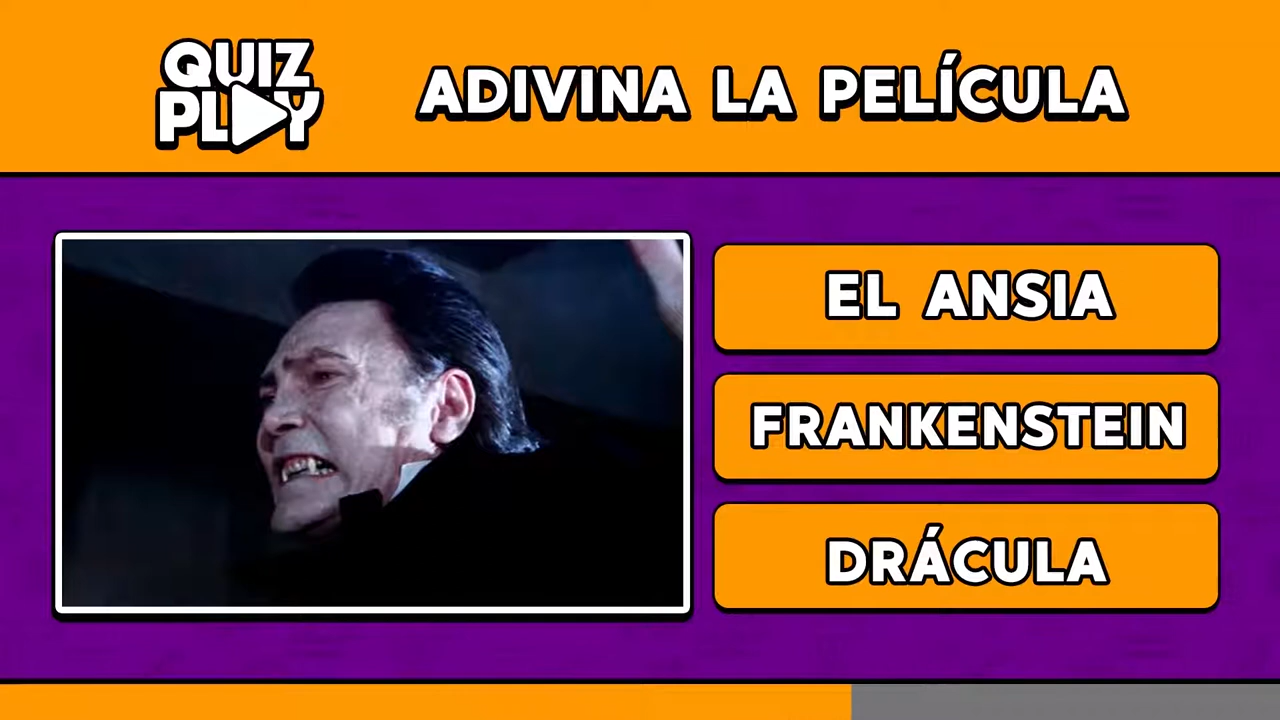 QUIZ
PLAY
ADIVINA LA PELÍCULA
EL ANSIA
FRANKENSTEIN
DRÁCULA